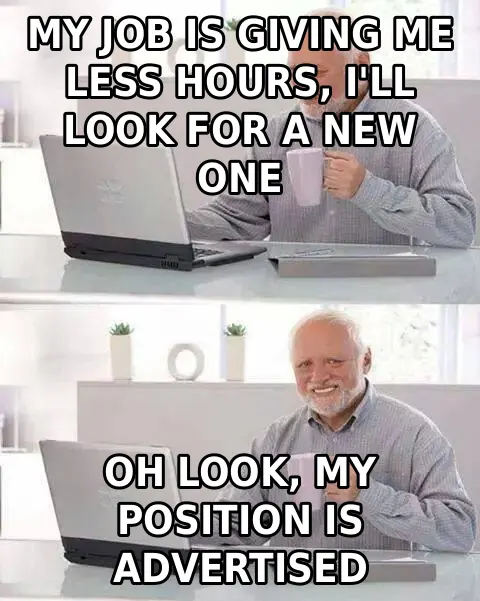 MY JOB IS GIVING ME
LESS HOURS, I'LL
LOOK FOR A NEW
ONE
OH LOOK, MY
POSITION IS
ADVERTISED